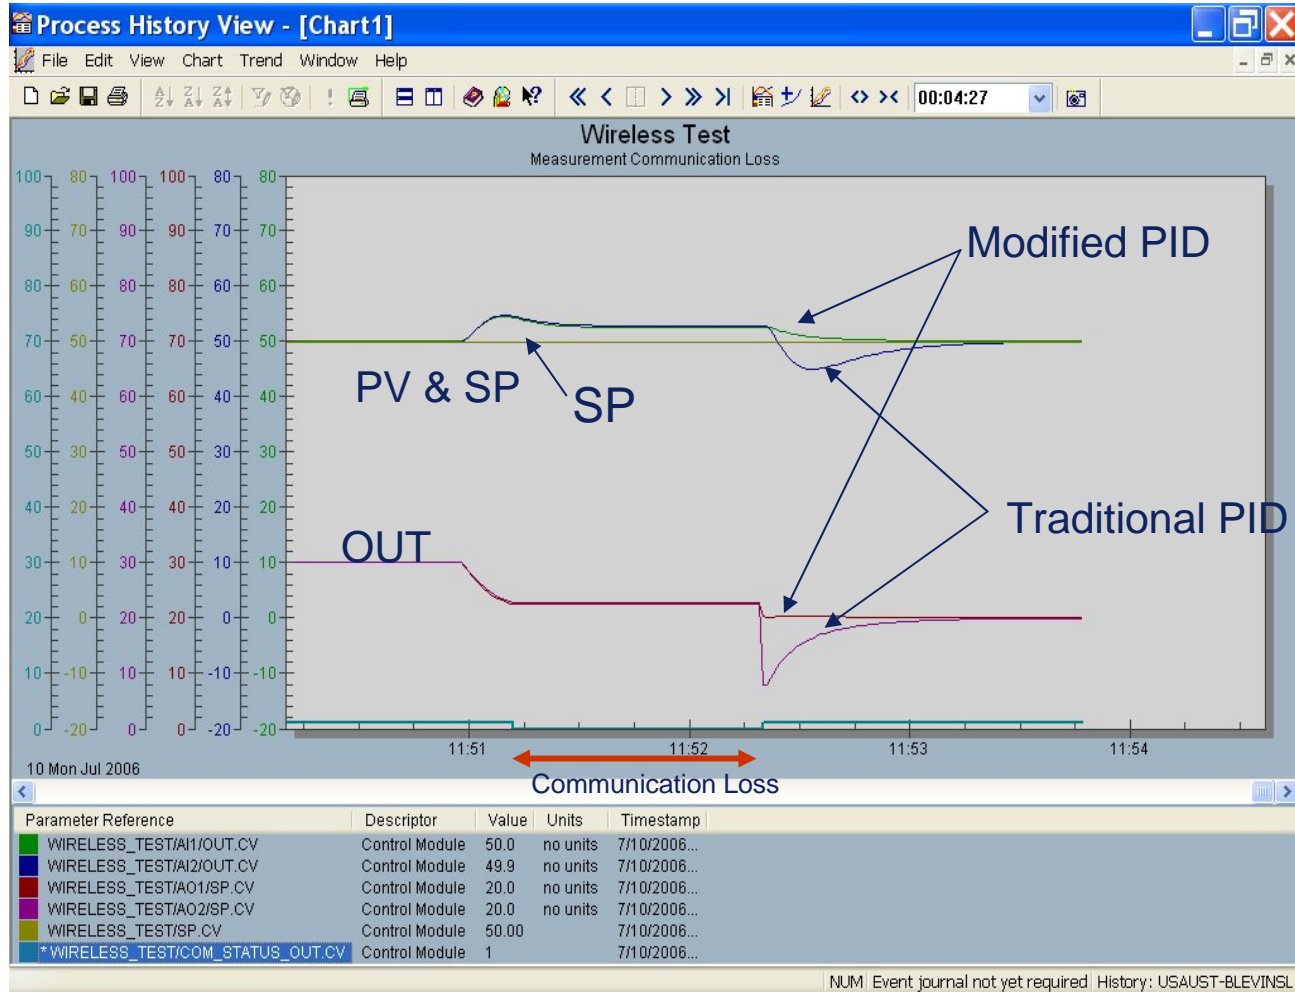 Process History View - [Chart1]
File Edit View Chart Trend Window Help
00:04:27
Wireless Test
Measurement Communication Loss
100 80 100 100 80 80
90 70 90 90 70 70
80 60 80 80 60 60
70 50 70 70 50 50
60 40 60 60 40 40
50 30 50 50 30 30
40 20 40 40 20 20
30 10 30 30 10 10
20 0 20 20 0 0
10 -10 10 10 -10 -10
0 -20 0 0 -20 -20
Modified PID
PV & SP
SP
Traditional PID
OUT
11:51 11:52 11:53 11:54
10 Mon Jul 2006
Communication Loss
Parameter Reference Descriptor Value Units Timestamp
WIRELESS_TEST/AI1/OUT.CV Control Module 50.0 no units 7/10/2006...
WIRELESS_TEST/AI2/OUT.CV Control Module 49.9 no units 7/10/2006...
WIRELESS_TEST/AO1/SP.CV Control Module 20.0 no units 7/10/2006...
WIRELESS_TEST/AO2/SP.CV Control Module 20.0 no units 7/10/2006...
WIRELESS_TEST/SP.CV Control Module 50.00 7/10/2006...
*WIRELESS_TEST/COM_STATUS_OUT.CV Control Module 1 7/10/2006...
NUM Event journal not yet required History: USAUST-BLEVINSL